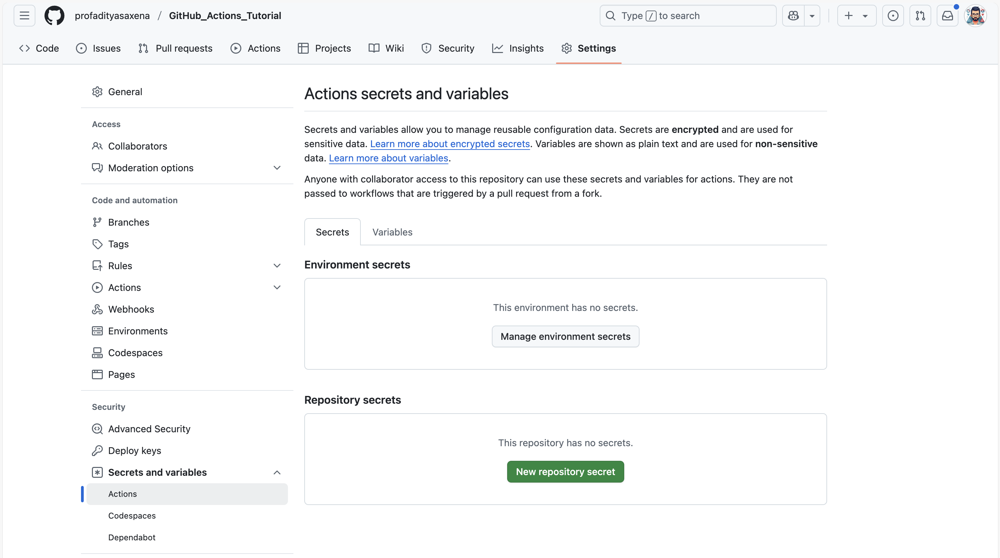 profadityasaxena / GitHub_Actions_Tutorial
Type / to search
Code
Issues
Pull requests
Actions
Projects
Wiki
Security
Insights
Settings
General
Access
Collaborators
Moderation options
Code and automation
Branches
Tags
Rules
Actions
Webhooks
Environments
Codespaces
Pages
Security
Advanced Security
Deploy keys
Secrets and variables
Actions
Codespaces
Dependabot
Actions secrets and variables
Secrets and variables allow you to manage reusable configuration data. Secrets are encrypted and are used for
sensitive data. Learn more about encrypted secrets. Variables are shown as plain text and are used for non-sensitive
data. Learn more about variables.
Anyone with collaborator access to this repository can use these secrets and variables for actions. They are not
passed to workflows that are triggered by a pull request from a fork.
Secrets
Variables
Environment secrets
This environment has no secrets.
Manage environment secrets
Repository secrets
This repository has no secrets.
New repository secret